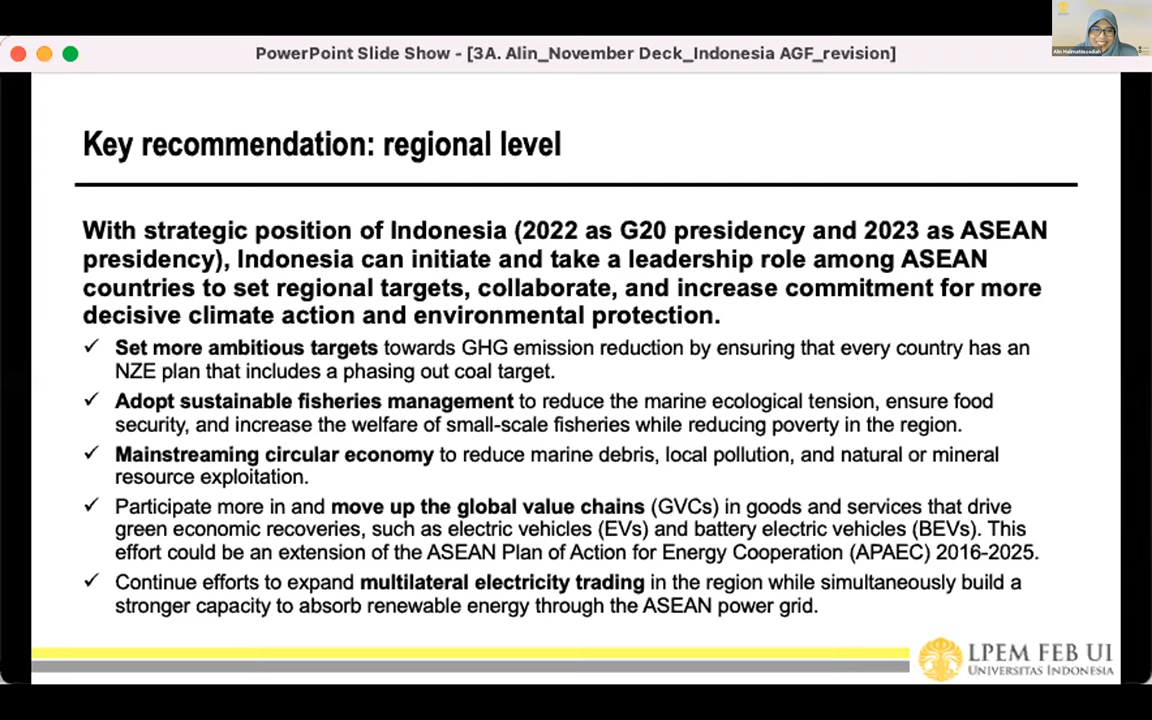 PowerPoint Slide Show - [3A. Alin_November Deck_Indonesia AGF_revision]
Alin Halimatussadiah
Key recommendation: regional level
With strategic position of Indonesia (2022 as G20 presidency and 2023 as ASEAN
presidency), Indonesia can initiate and take a leadership role among ASEAN
countries to set regional targets, collaborate, and increase commitment for more
decisive climate action and environmental protection.
✓ Set more ambitious targets towards GHG emission reduction by ensuring that every country has an
NZE plan that includes a phasing out coal target.
✓ Adopt sustainable fisheries management to reduce the marine ecological tension, ensure food
security, and increase the welfare of small-scale fisheries while reducing poverty in the region.
✓ Mainstreaming circular economy to reduce marine debris, local pollution, and natural or mineral
resource exploitation.
✓ Participate more in and move up the global value chains (GVCs) in goods and services that drive
green economic recoveries, such as electric vehicles (EVs) and battery electric vehicles (BEVs). This
effort could be an extension of the ASEAN Plan of Action for Energy Cooperation (APAEC) 2016-2025.
✓ Continue efforts to expand multilateral electricity trading in the region while simultaneously build a
stronger capacity to absorb renewable energy through the ASEAN power grid.
LPEM FEB UI
UNIVERSITAS INDONESIA